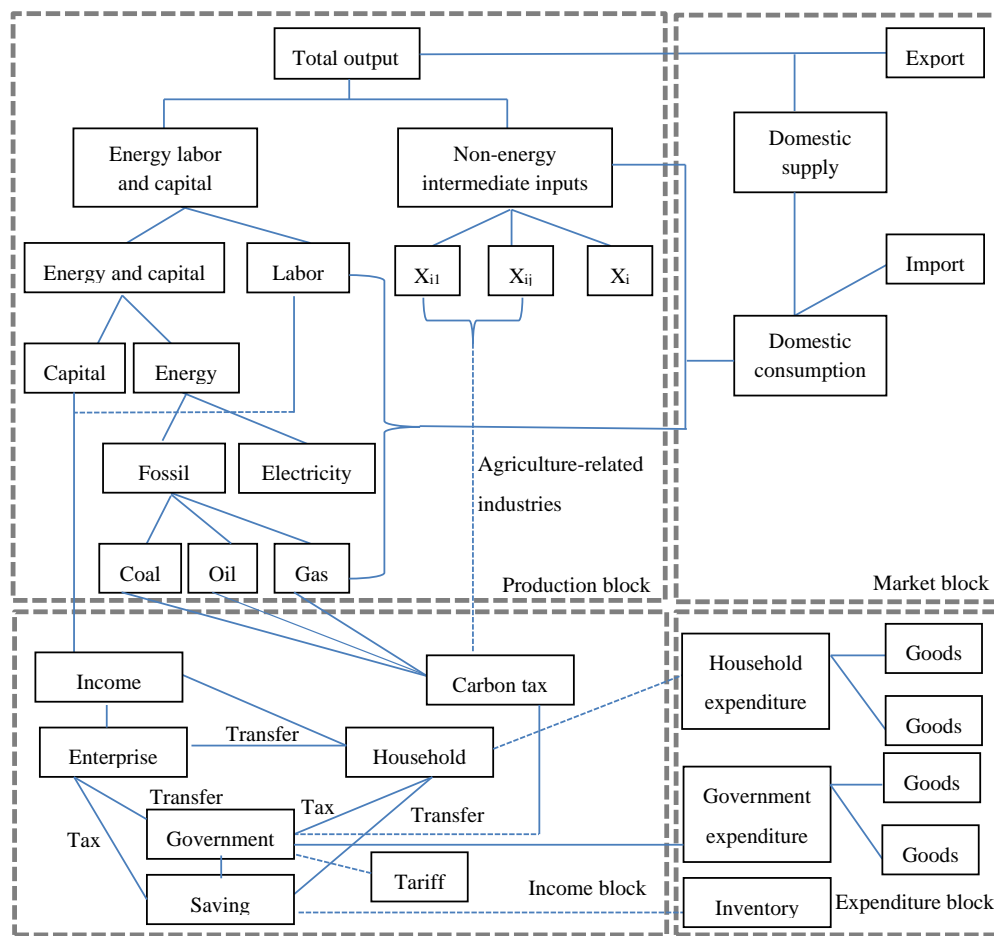 Total output
Export
Energy labor
and capital
Non-energy
intermediate inputs
Domestic
supply
Energy and capital
Labor
Xi1
Xij
Xi
Import
Capital
Energy
Domestic
consumption
Fossil
Electricity
Agriculture-related
industries
Coal
Oil
Gas
Production block
Market block
Income
Carbon tax
Household
expenditure
Goods
Goods
Enterprise
Transfer
Household
Transfer
Tax
Tax
Transfer
Government
Government
expenditure
Goods
Goods
Tariff
Saving
Income block
Inventory
Expenditure block